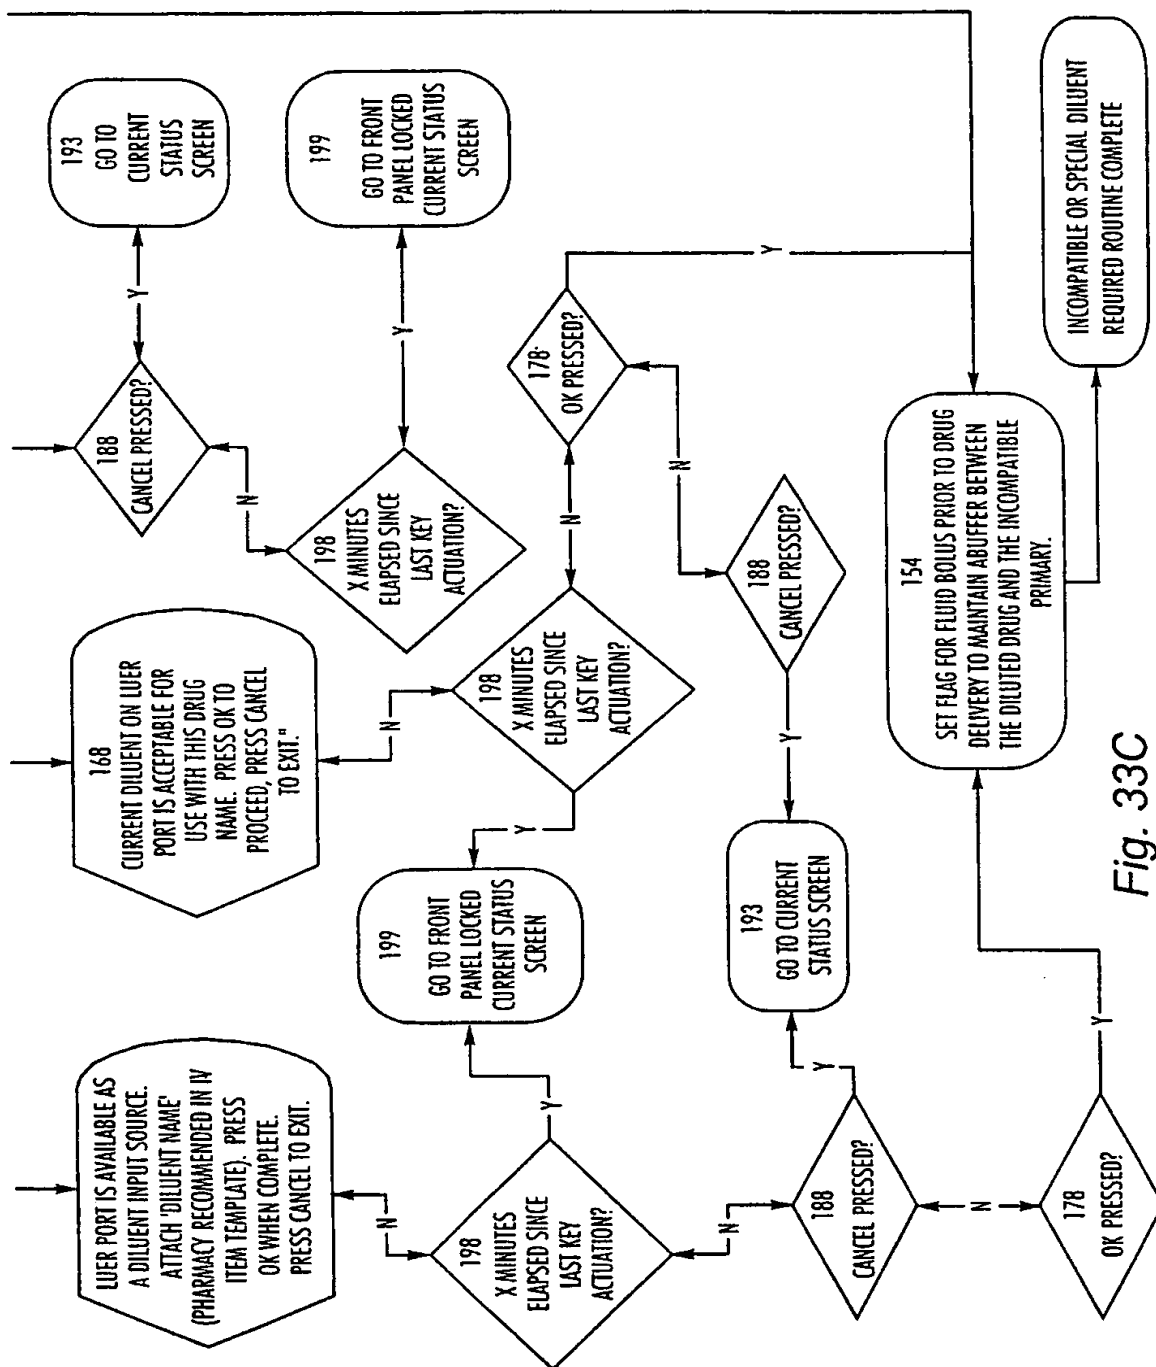 LUER PORT IS AVAILABLE AS
A DILUENT INPUT SOURCE.
ATTACH 'DILUENT NAME'
(PHARMACY RECOMMENDED IN IV
ITEM TEMPLATE). PRESS
OK WHEN COMPLETE.
PRESS CANCEL TO EXIT.
168
CURRENT DILUENT ON LUER
PORT IS ACCEPTABLE FOR
USE WITH THIS DRUG
NAME. PRESS OK TO
PROCEED, PRESS CANCEL
TO EXIT."
188
CANCEL PRESSED?
Y
193
GO TO
CURRENT
STATUS
SCREEN
N
198
X MINUTES
ELAPSED SINCE
LAST KEY
ACTUATION?
Y
199
GO TO FRONT
PANEL LOCKED
CURRENT STATUS
SCREEN
N
N
198
X MINUTES
ELAPSED SINCE
LAST KEY
ACTUATION?
Y
199
GO TO FRONT
PANEL LOCKED
CURRENT STATUS
SCREEN
Y
198
X MINUTES
ELAPSED SINCE
LAST KEY
ACTUATION?
N
178
OK PRESSED?
Y
N
N
188
CANCEL PRESSED?
Y
193
GO TO CURRENT
STATUS SCREEN
Y
188
CANCEL PRESSED?
N
178
OK PRESSED?
Y
154
SET FLAG FOR FLUID BOLUS PRIOR TO DRUG
DELIVERY TO MAINTAIN ABUFFER BETWEEN
THE DILUTED DRUG AND THE INCOMPATIBLE
PRIMARY.
INCOMPATIBLE OR SPECIAL DILUENT
REQUIRED ROUTINE COMPLETE
Fig. 33C